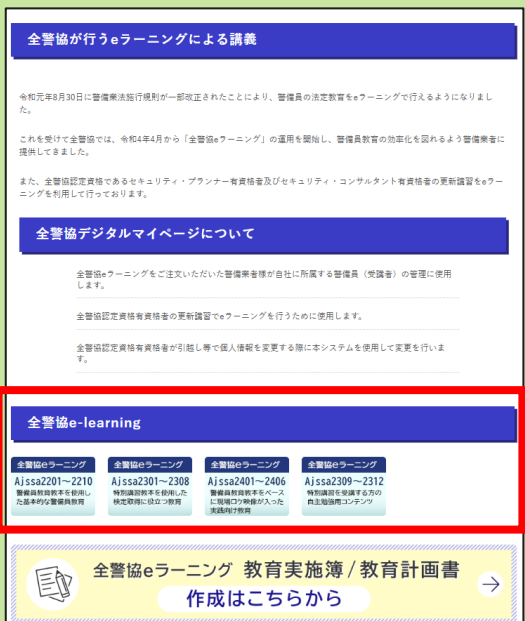 全警協が行うeラーニングによる講義
令和元年8月30日に警備業法施行規則が一部改正されたことにより、警備員の法定教育をeラーニングで行えるようになりまし
た。
これを受けて全警協では、令和4年4月から「全警協eラーニング」の運用を開始し、警備員教育の効率化を図れるよう警備業者に
提供してきました。
また、全警協認定資格であるセキュリティ・プランナー有資格者及びセキュリティ・コンサルタント有資格者の更新講習をeラー
ニングを利用して行っております。
全警協デジタルマイページについて
全警協eラーニングをご注文いただいた警備業者様が自社に所属する警備員（受講者）の管理に使用
します。
全警協認定資格有資格者の更新講習でeラーニングを行うために使用します。
全警協認定資格有資格者が引越し等で個人情報を変更する際に本システムを使用して変更を行いま
す。
全警協e-learning
全警協eラーニング
Ajssa2201～2210
警備員教育教本を使用し
た基本的な警備員教育
全警協eラーニング
Ajssa2301～2308
特別講習教本を使用した
検定取得に役立つ教育
全警協eラーニング
Ajssa2401～2406
警備員教育教本をベース
に現場ロケ映像が入った
実践向け教育
全警協eラーニング
Ajssa2309～2312
特別講習を受講する方の
自主勉強用コンテンツ
全警協eラーニング 教育実施簿/教育計画書
作成はこちらから